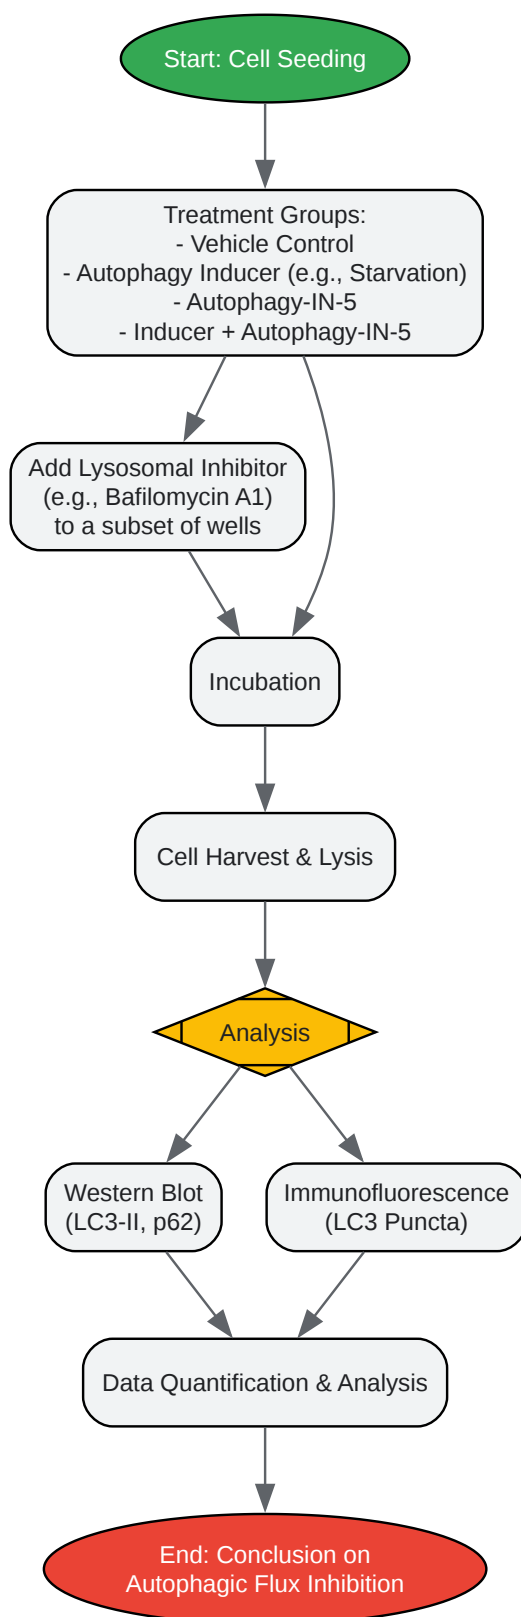 Start: Cell Seeding
Treatment Groups:
- Vehicle Control
- Autophagy Inducer (e.g., Starvation)
- Autophagy-IN-5
- Inducer + Autophagy-IN-5
Add Lysosomal Inhibitor
(e.g., Bafilomycin A1)
to a subset of wells
Incubation
Cell Harvest & Lysis
Analysis
Western Blot
(LC3-II, p62)
Immunofluorescence
(LC3 Puncta)
Data Quantification & Analysis
End: Conclusion on
Autophagic Flux Inhibition